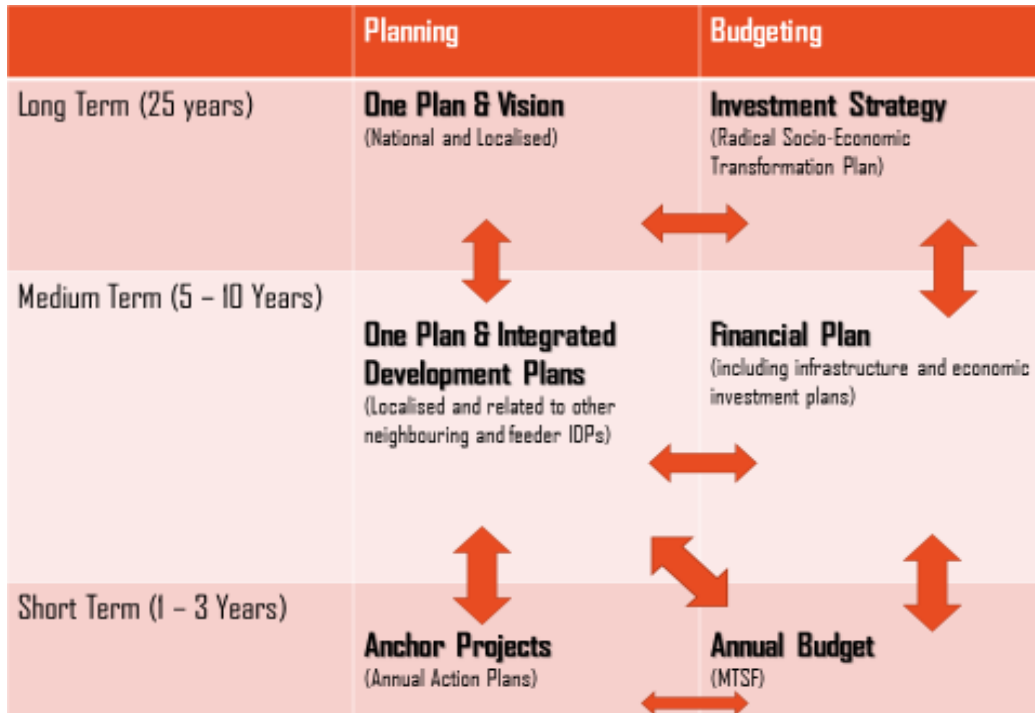 Planning
Budgeting
Long Term (25 years)
One Plan & Vision
(National and Localised)
Investment Strategy
(Radical Socio-Economic
Transformation Plan)
Medium Term (5 – 10 Years)
One Plan & Integrated
Development Plans
(Localised and related to other
neighbouring and feeder IDPs)
Financial Plan
(including infrastructure and economic
investment plans)
Short Term (1 – 3 Years)
Anchor Projects
(Annual Action Plans)
Annual Budget
(MTSF)